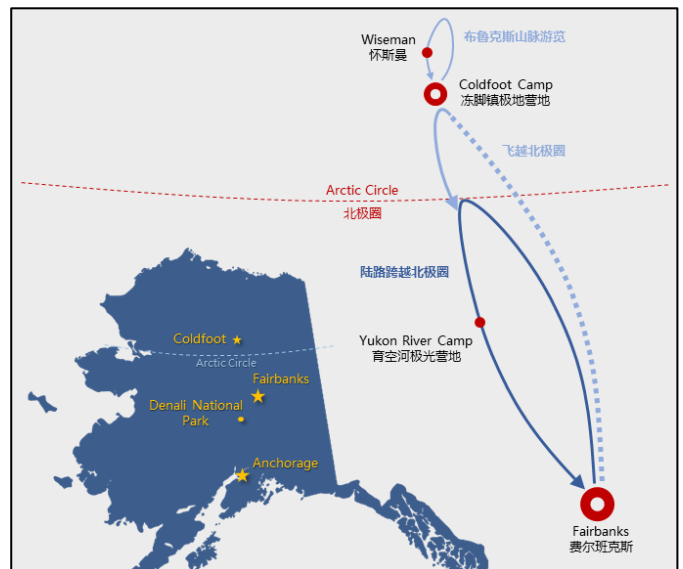 Wiseman
怀斯曼
布鲁克斯山脉游览
Coldfoot Camp
冻脚镇极地营地
飞越北极圈
Arctic Circle
北极圈
陆路跨越北极圈
Yukon River Camp
育空河极光营地
Coldfoot
Arctic Circle
Fairbanks
Denali National
Park
Anchorage
Fairbanks
费尔班克斯